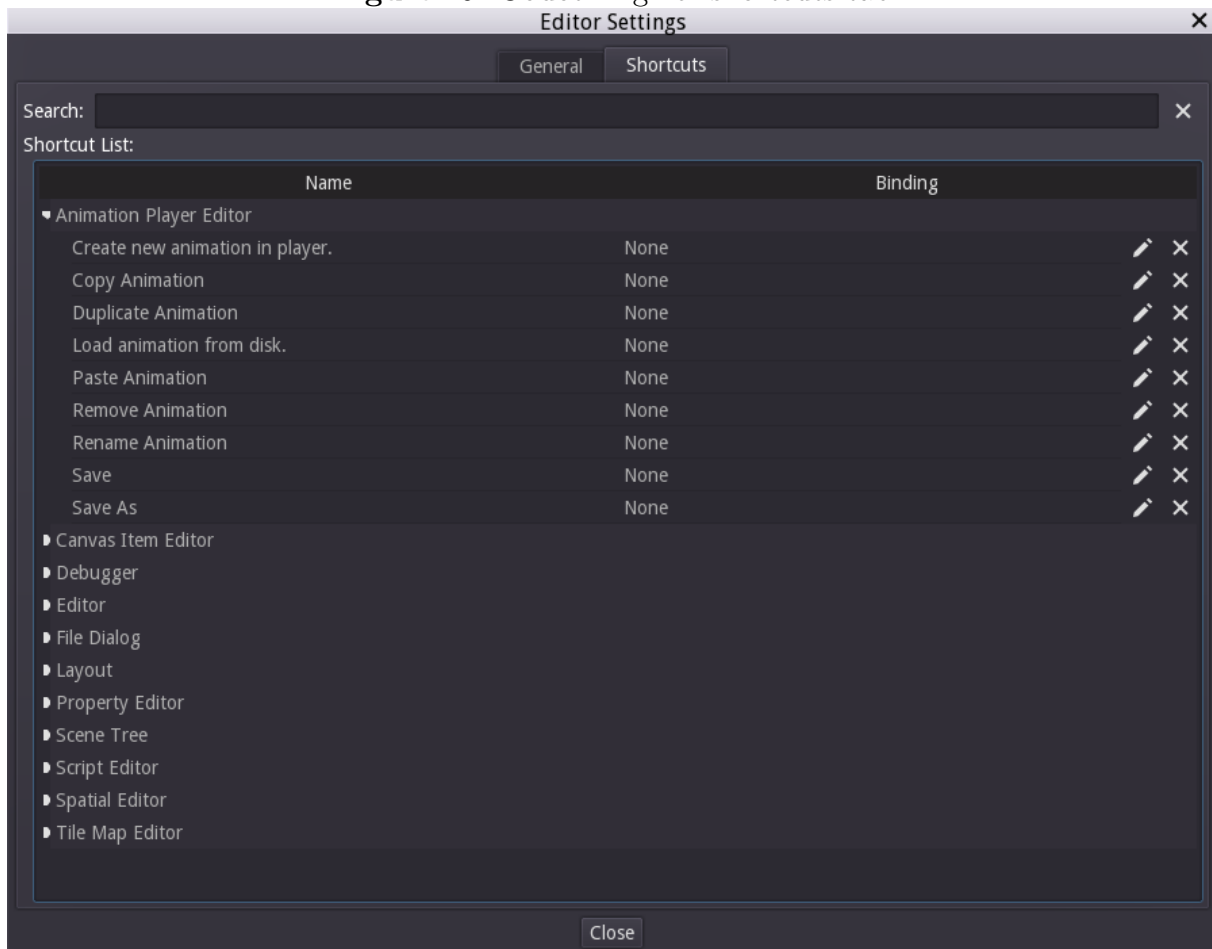 Editor Settings
General Shortcuts
Search:
Shortcut List:
Name Binding
Animation Player Editor
Create new animation in player. None
Copy Animation None
Duplicate Animation None
Load animation from disk. None
Paste Animation None
Remove Animation None
Rename Animation None
Save None
Save As None
Canvas Item Editor
Debugger
Editor
File Dialog
Layout
Property Editor
Scene Tree
Script Editor
Spatial Editor
Tile Map Editor
Close